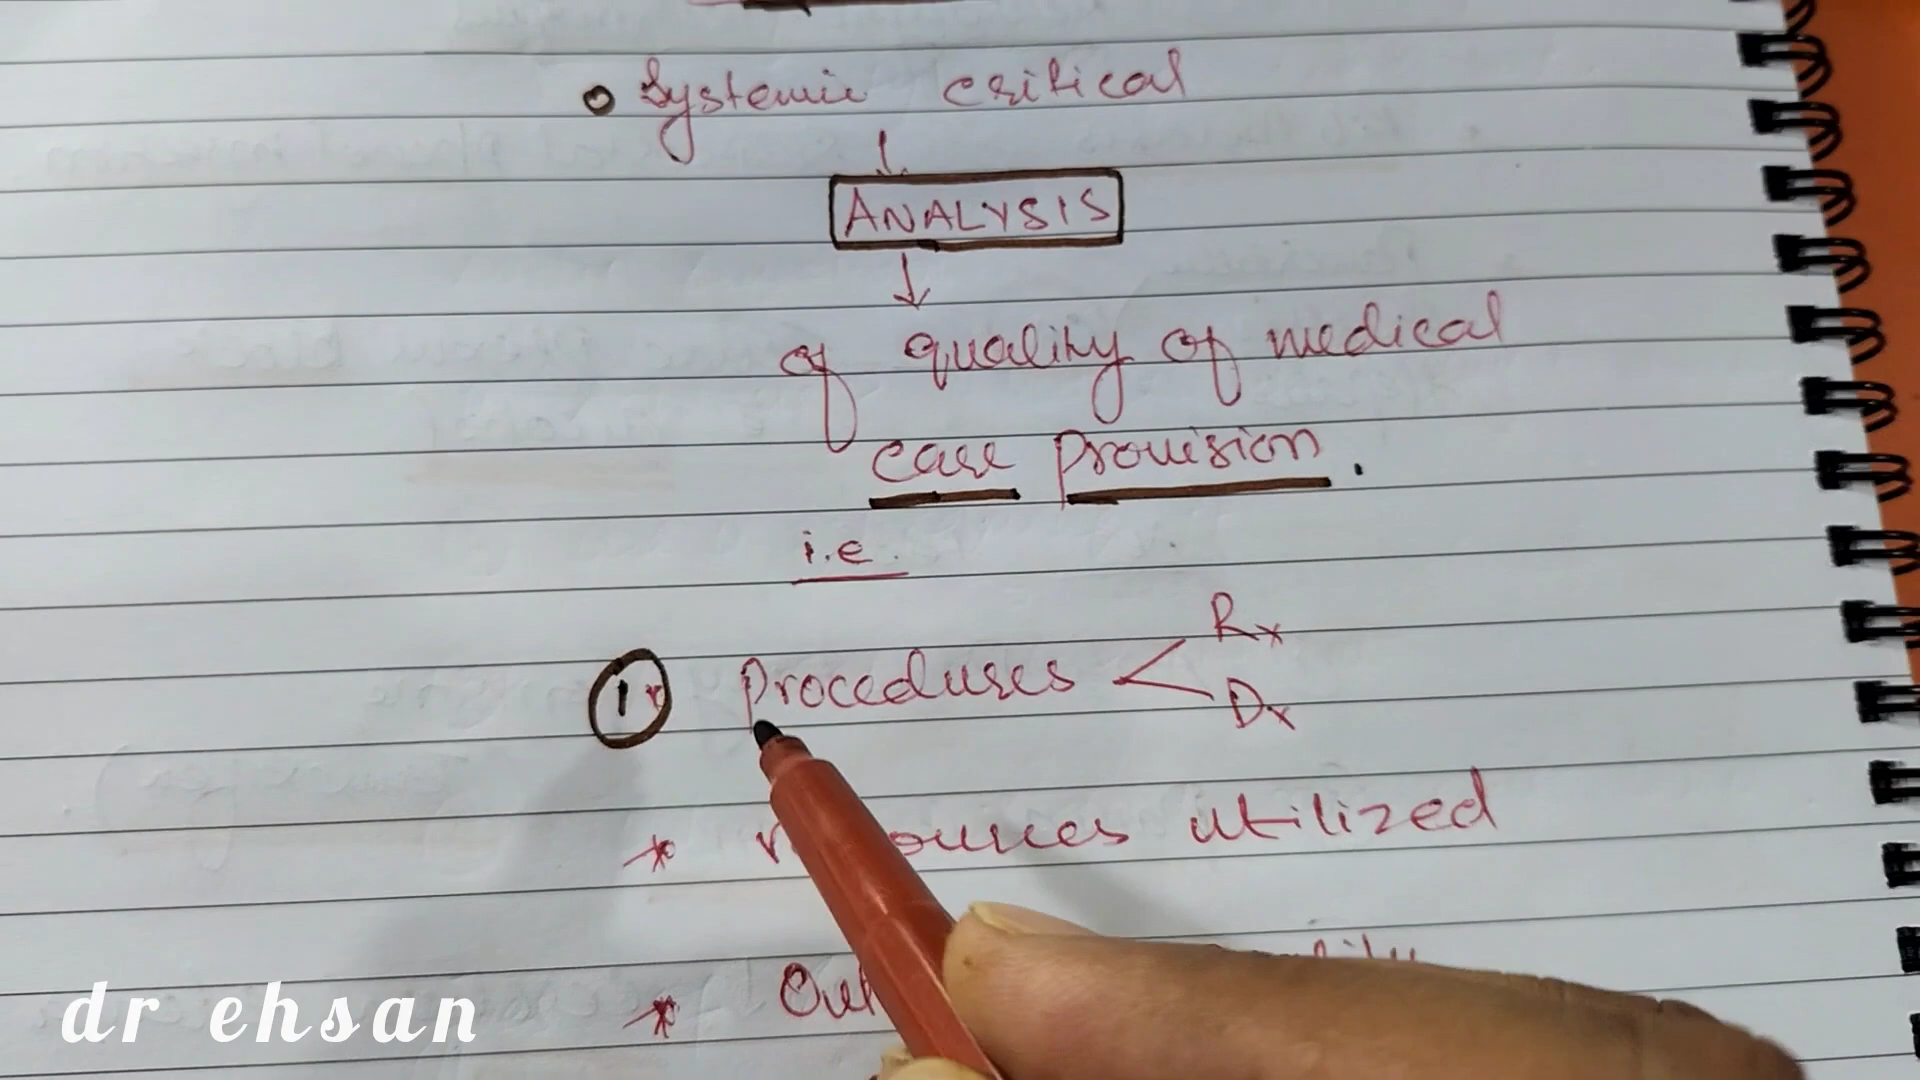 Systemic critical
ANALYSIS
of quality of medical
care provision.
i.e.
1 Procedures < Rx
Dx
* utilized
*
dr ehsan